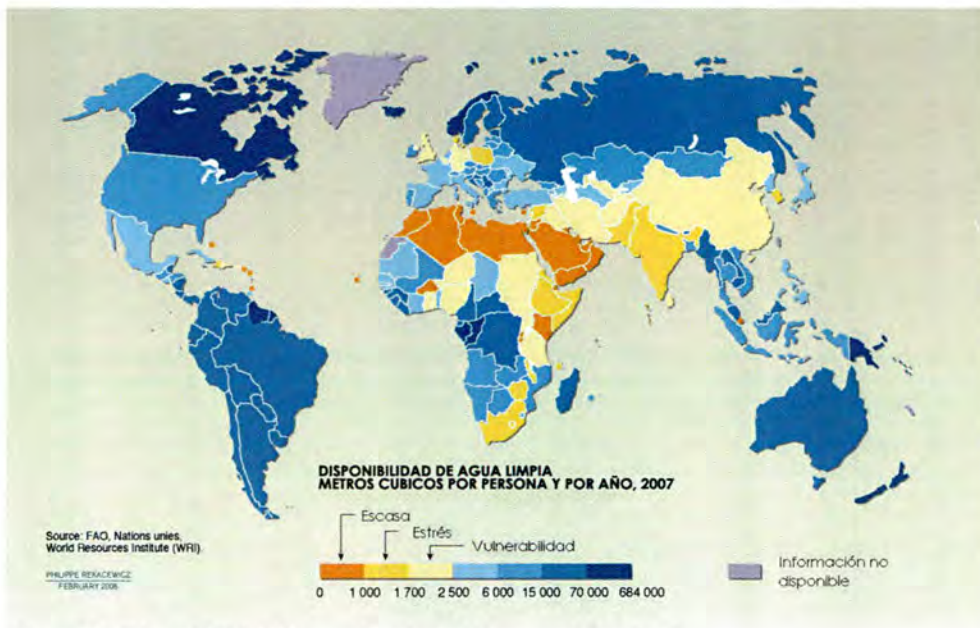 DISPONIBILIDAD DE AGUA LIMPIA
METROS CUBICOS POR PERSONA Y POR AÑO, 2007
Escasa
Estrés
Vulnerabilidad
0 1 000 1 700 2 500 6 000 15 000 70 000 684 000
Información no
disponible
Source: FAO, Nations unies,
World Resources Institute (WRI).
PHILIPPE REKACEWICZ
FEBRUARY 2006